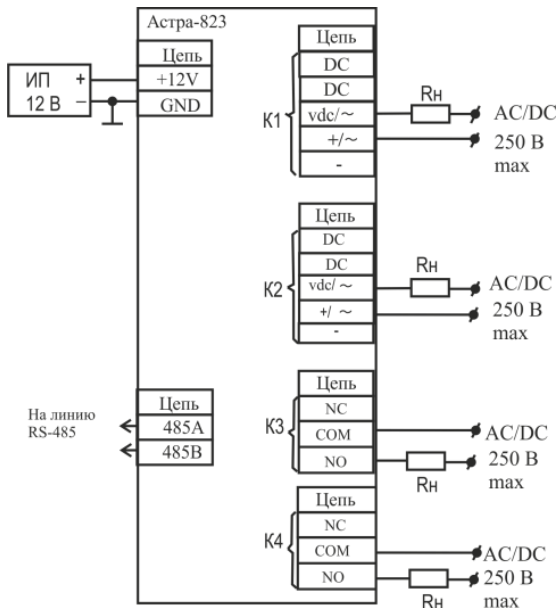 Астра-823
Цепь
+12V
GND
ИП
12 В
+
–
На линию
RS-485
Цепь
485A
485B
К1
Цепь
DC
DC
vdc/~
+/~
-
Rн
AC/DC
250 В
max
К2
Цепь
DC
DC
vdc/ ~
+/ ~
-
Rн
AC/DC
250 В
max
К3
Цепь
NC
COM
NO
Rн
AC/DC
250 В
max
К4
Цепь
NC
COM
NO
Rн
AC/DC
250 В
max